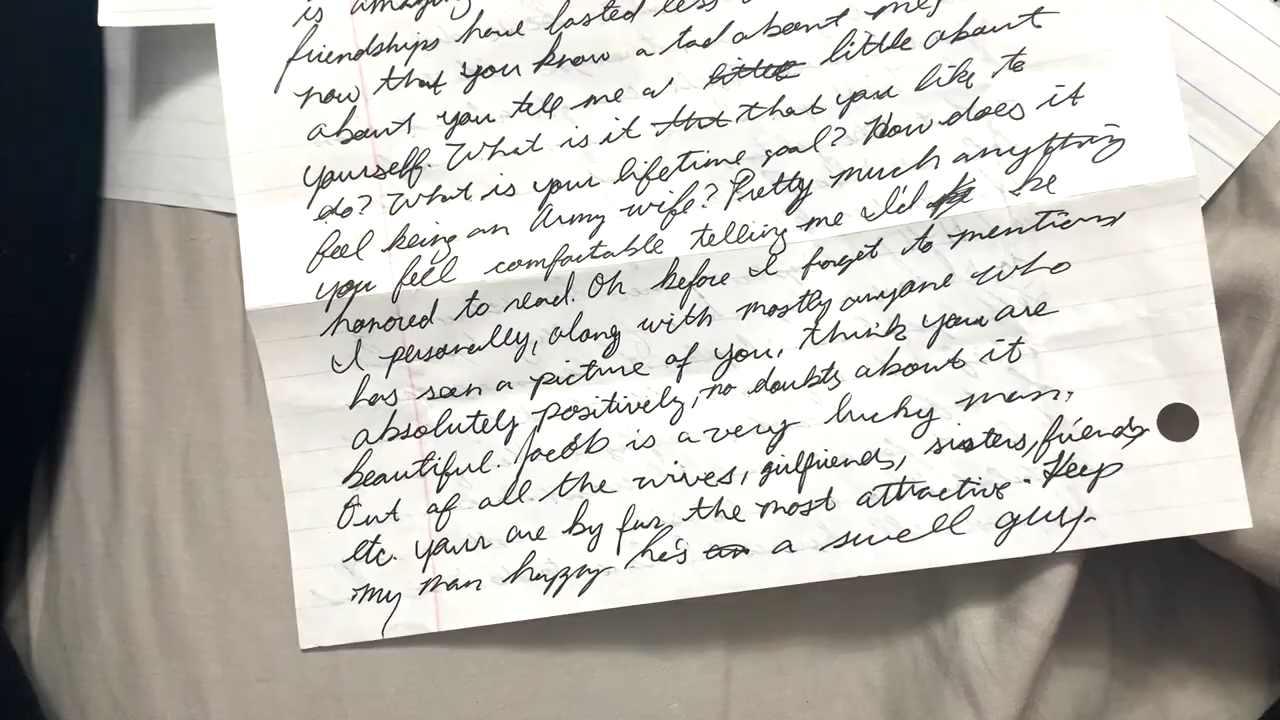 is amazing
friendships have lasted less
now that you know a tad about me,
about you tell me a little little about
yourself. What is it that that you like to
do? What is your lifetime goal? How does it
feel being an Army wife? Pretty much anything
you feel comfortable telling me I'd be
honored to read. Oh before I forget to mention,
I personally, along with mostly anyone who
has seen a picture of you, think you are
absolutely positively, no doubts about it
beautiful. Jacob is a very lucky man.
Out of all the wives, girlfriends, sisters, friends
etc. your are by far the most attractive. Keep
my man happy he's a swell guy.